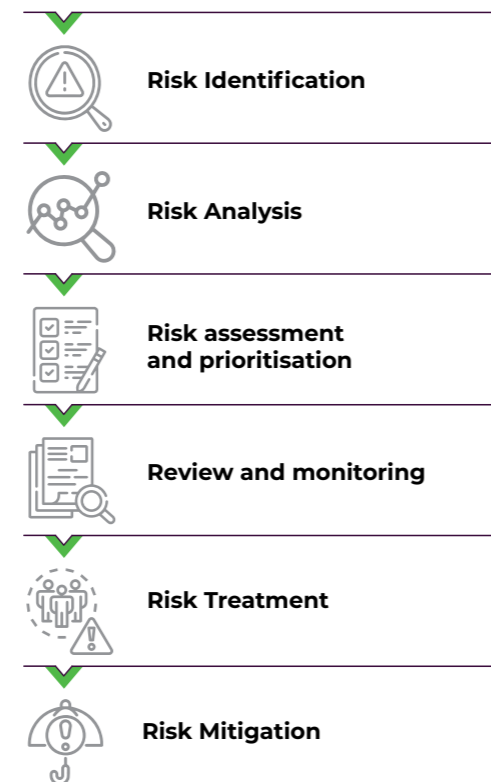 Risk Identification
Risk Analysis
Risk assessment
and prioritisation
Review and monitoring
Risk Treatment
Risk Mitigation